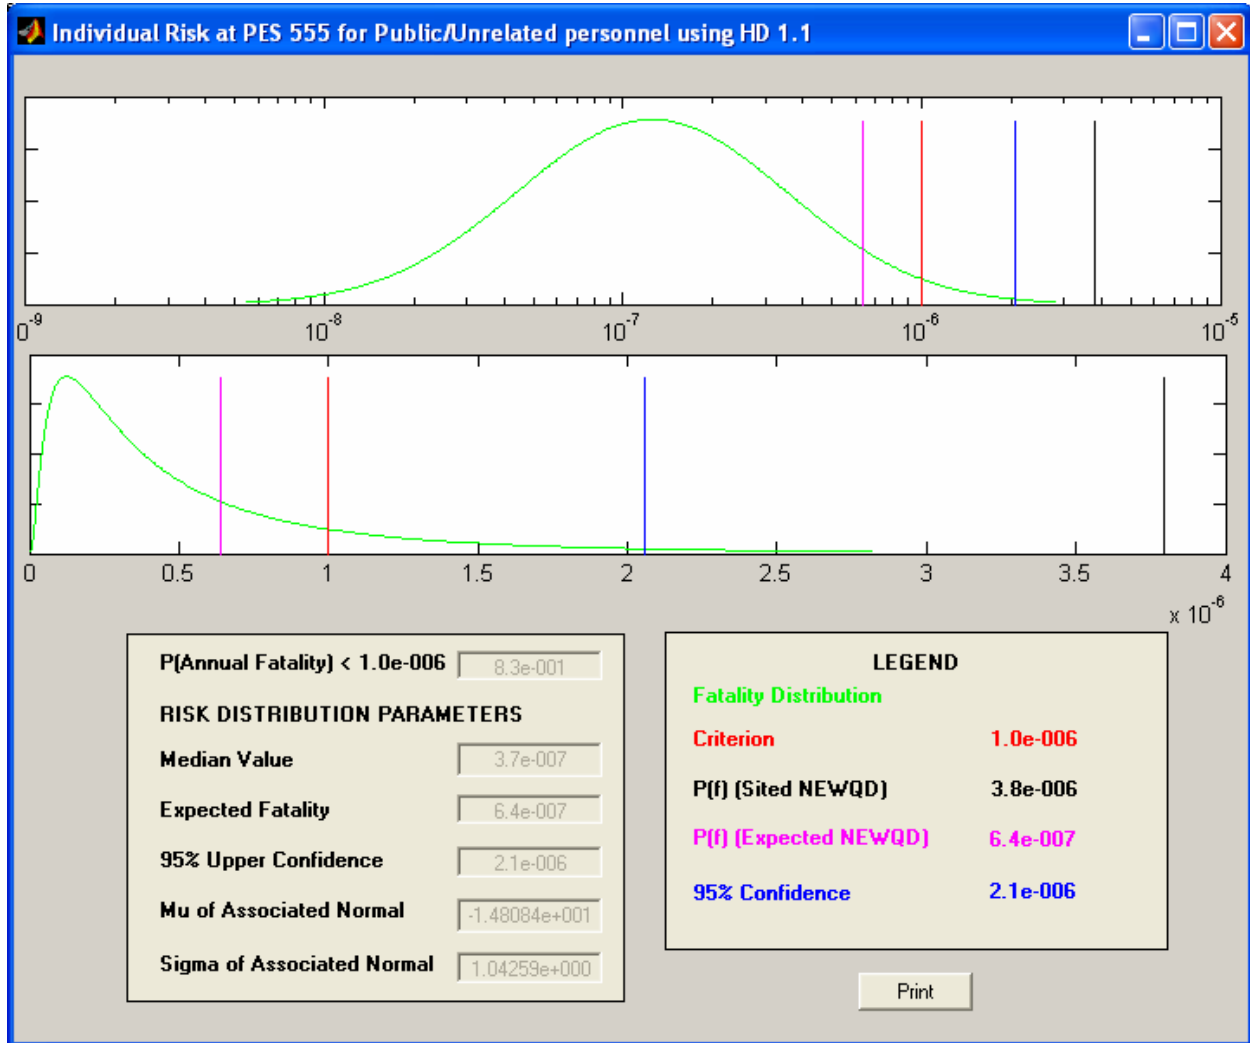 Individual Risk at PES 555 for Public/Unrelated personnel using HD 1.1
0^-9 10^-8 10^-7 10^-6 10^-5
0 0.5 1 1.5 2 2.5 3 3.5 4
x 10^-6
P(Annual Fatality) < 1.0e-006 8.3e-001
RISK DISTRIBUTION PARAMETERS
Median Value 3.7e-007
Expected Fatality 6.4e-007
95% Upper Confidence 2.1e-006
Mu of Associated Normal -1.48084e+001
Sigma of Associated Normal 1.04259e+000
LEGEND
Fatality Distribution
Criterion 1.0e-006
P(f) (Sited NEWQD) 3.8e-006
P(f) (Expected NEWQD) 6.4e-007
95% Confidence 2.1e-006
Print